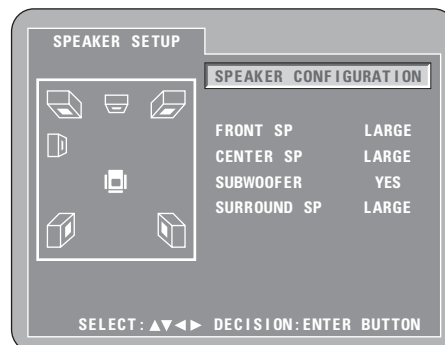 SPEAKER SETUP
SPEAKER CONFIGURATION
FRONT SP LARGE
CENTER SP LARGE
SUBWOOFER YES
SURROUND SP LARGE
SELECT:▲▼◄► DECISION:ENTER BUTTON